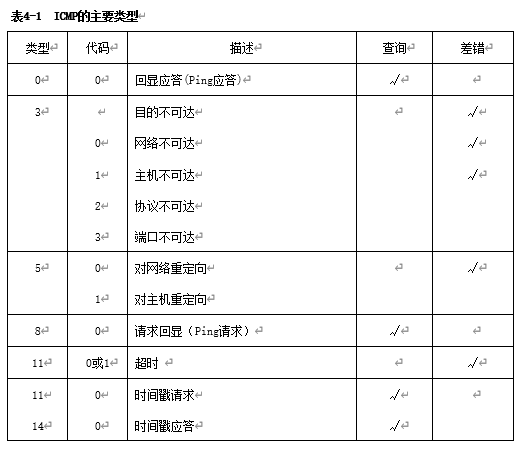 表4-1 ICMP的主要类型
类型 代码 描述 查询 差错
0 0 回显应答(Ping应答) √
3 目的不可达 √
0 网络不可达 √
1 主机不可达 √
2 协议不可达
3 端口不可达
5 0 对网络重定向 √
1 对主机重定向
8 0 请求回显（Ping请求） √
11 0或1 超时 √
11 0 时间戳请求 √
14 0 时间戳应答 √